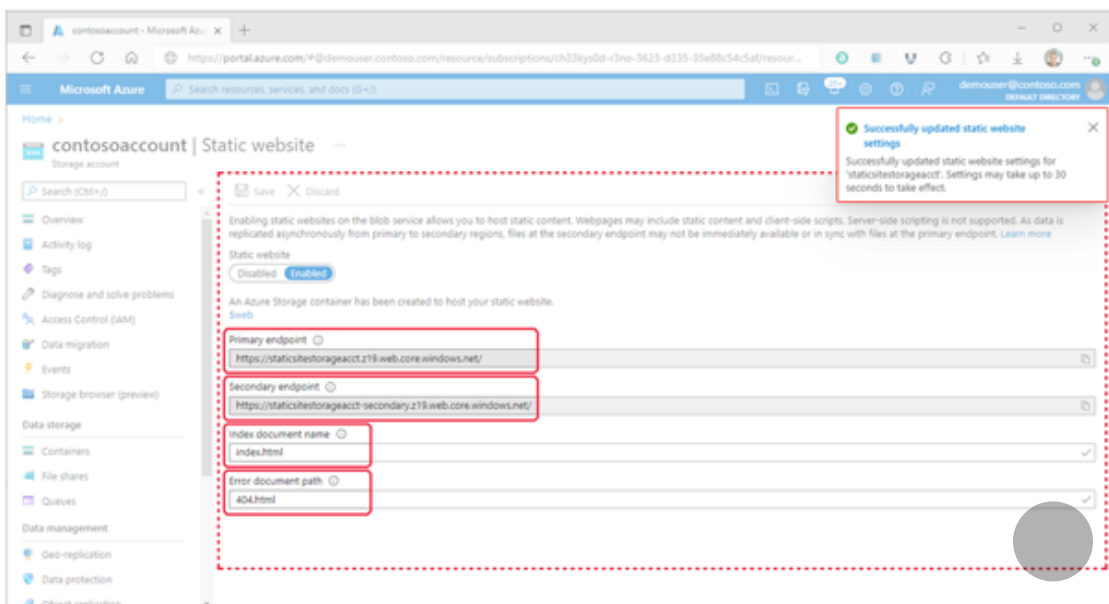 contosoaccount - Microsoft Azu
https://portal.azure.com/#@demouser.contoso.com/resource/subscriptions/ch33kys0d-r3no-3623-d335-35e88c54c5af/resour...
Microsoft Azure
Search resources, services, and docs (G+/)
demouser@contoso.com
DEFAULT DIRECTORY
Home >
contosoaccount | Static website
Storage account
Successfully updated static website
settings
Successfully updated static website settings for
'staticsitestorageacct'. Settings may take up to 30
seconds to take effect.
Search (Ctrl+/)
Save Discard
Overview
Activity log
Tags
Diagnose and solve problems
Access Control (IAM)
Data migration
Events
Storage browser (preview)
Data storage
Containers
File shares
Queues
Data management
Geo-replication
Data protection
Object replication
Enabling static websites on the blob service allows you to host static content. Webpages may include static content and client-side scripts. Server-side scripting is not supported. As data is
replicated asynchronously from primary to secondary regions, files at the secondary endpoint may not be immediately available or in sync with files at the primary endpoint. Learn more
Static website
Disabled Enabled
An Azure Storage container has been created to host your static website.
$web
Primary endpoint
https://staticsitestorageacct.z19.web.core.windows.net/
Secondary endpoint
https://staticsitestorageacct-secondary.z19.web.core.windows.net/
Index document name
index.html
Error document path
404.html